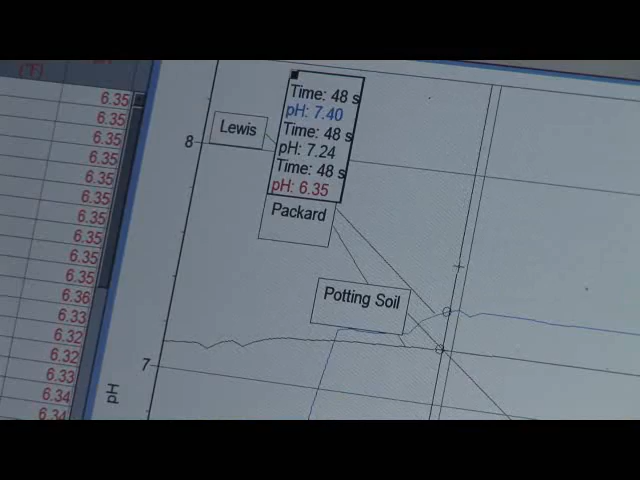 (T)
6.35
6.35
6.35
6.35
6.35
6.35
6.35
6.35
6.35
6.35
6.36
6.33
6.32
6.32
6.33
6.34
6.34
Time: 48 s
pH: 7.40
Time: 48 s
pH: 7.24
Time: 48 s
pH: 6.35
Lewis
Packard
Potting Soil
8
7
pH